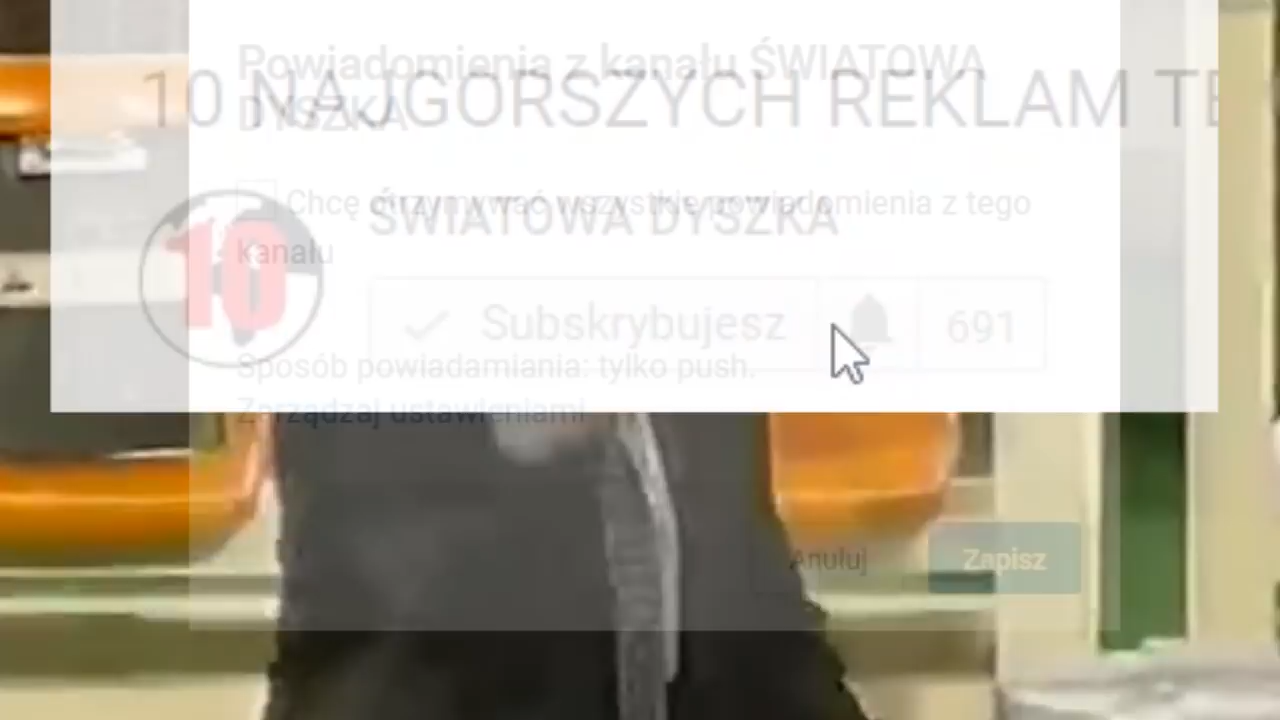 Powiadomienia z kanału ŚWIATOWA
DYSZKA
10 NAJGORSZYCH REKLAM TE
Chcę otrzymywać wszystkie powiadomienia z tego
kanału
10
ŚWIATOWA DYSZKA
Subskrybujesz 691
Sposób powiadamiania: tylko push.
Zarządzaj ustawieniami
Anuluj Zapisz